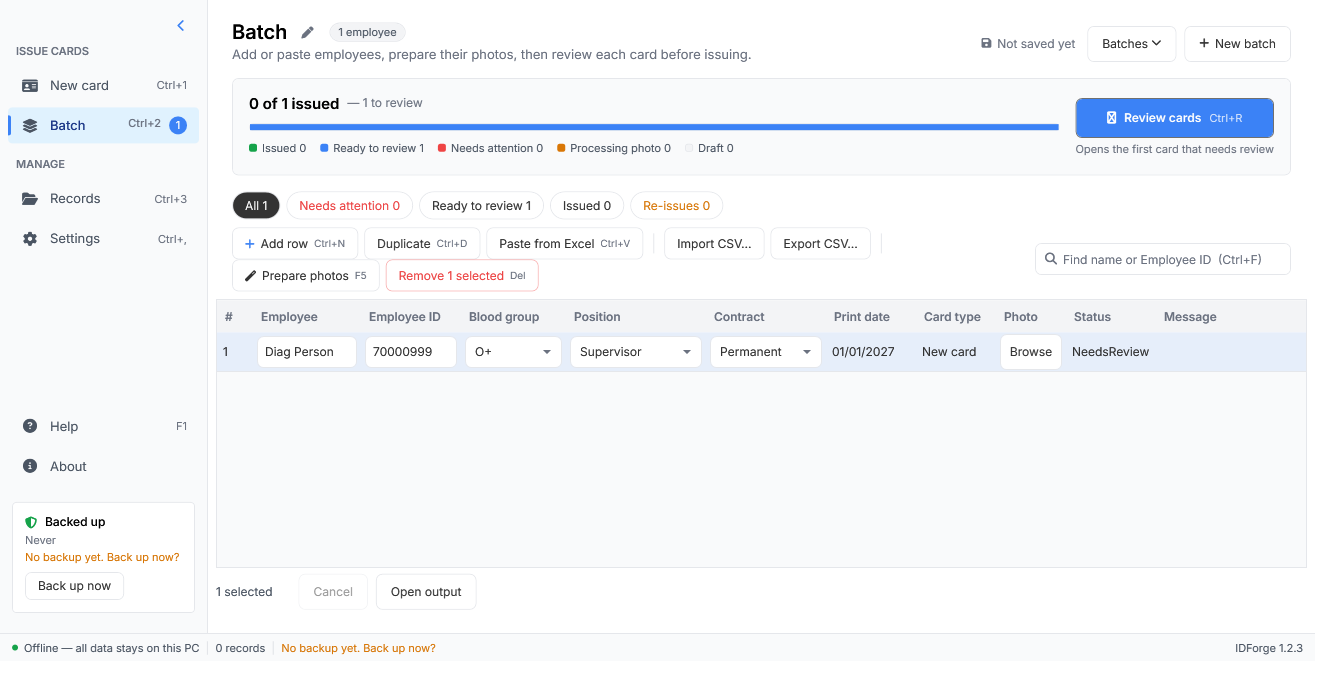 ISSUE CARDS
New card Ctrl+1
Batch Ctrl+2 1
MANAGE
Records Ctrl+3
Settings Ctrl+,
Help F1
About
Backed up
Never
No backup yet. Back up now?
Back up now
Batch 1 employee
Add or paste employees, prepare their photos, then review each card before issuing.
Not saved yet Batches + New batch
0 of 1 issued — 1 to review
Review cards Ctrl+R
Issued 0 Ready to review 1 Needs attention 0 Processing photo 0 Draft 0
Opens the first card that needs review
All 1 Needs attention 0 Ready to review 1 Issued 0 Re-issues 0
+ Add row Ctrl+N Duplicate Ctrl+D Paste from Excel Ctrl+V Import CSV... Export CSV...
Prepare photos F5 Remove 1 selected Del
Find name or Employee ID (Ctrl+F)
# Employee Employee ID Blood group Position Contract Print date Card type Photo Status Message
1 Diag Person 70000999 O+ Supervisor Permanent 01/01/2027 New card Browse NeedsReview
1 selected Cancel Open output
Offline — all data stays on this PC 0 records No backup yet. Back up now? IDForge 1.2.3